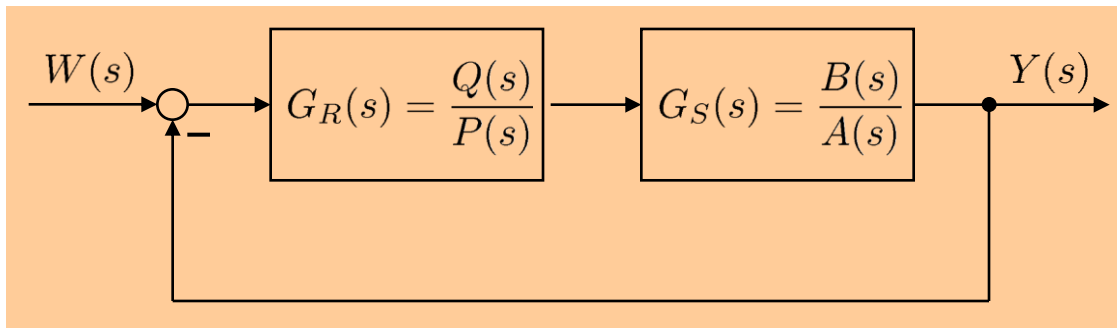 W(s)
G_R(s) = Q(s)/P(s)
G_S(s) = B(s)/A(s)
Y(s)
−